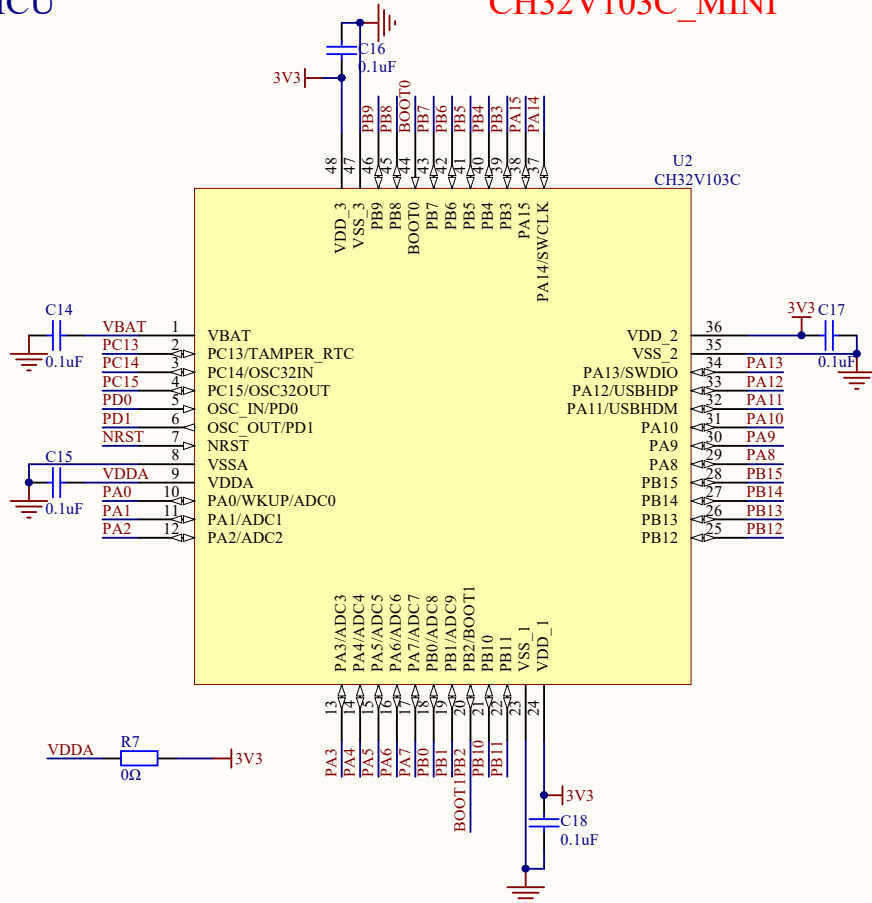 CH32V103C_MINI
C16
0.1uF
3V3
PB9
PB8
BOOT0
PB7
PB6
PB5
PB4
PB3
PA15
PA14
48
47
46
45
44
43
42
41
40
39
38
37
U2
CH32V103C
VDD_3
VSS_3
PB9
PB8
BOOT0
PB7
PB6
PB5
PB4
PB3
PA15
PA14/SWCLK
C14
0.1uF
VBAT 1 VBAT
PC13 2 PC13/TAMPER_RTC
PC14 3 PC14/OSC32IN
PC15 4 PC15/OSC32OUT
PD0 5 OSC_IN/PD0
PD1 6 OSC_OUT/PD1
NRST 7 NRST
8 VSSA
C15
0.1uF
VDDA 9 VDDA
PA0 10 PA0/WKUP/ADC0
PA1 11 PA1/ADC1
PA2 12 PA2/ADC2
3V3 C17
0.1uF
VDD_2 36
VSS_2 35
PA13/SWDIO 34 PA13
PA12/USBHDP 33 PA12
PA11/USBHDM 32 PA11
PA10 31 PA10
PA9 30 PA9
PA8 29 PA8
PB15 28 PB15
PB14 27 PB14
PB13 26 PB13
PB12 25 PB12
PA3/ADC3
PA4/ADC4
PA5/ADC5
PA6/ADC6
PA7/ADC7
PB0/ADC8
PB1/ADC9
PB2/BOOT1
PB10
PB11
VSS_1
VDD_1
13
14
15
16
17
18
19
20
21
22
23
24
PA3
PA4
PA5
PA6
PA7
PB0
PB1
BOOT1PB2
PB10
PB11
VDDA R7 3V3
0Ω
3V3
C18
0.1uF